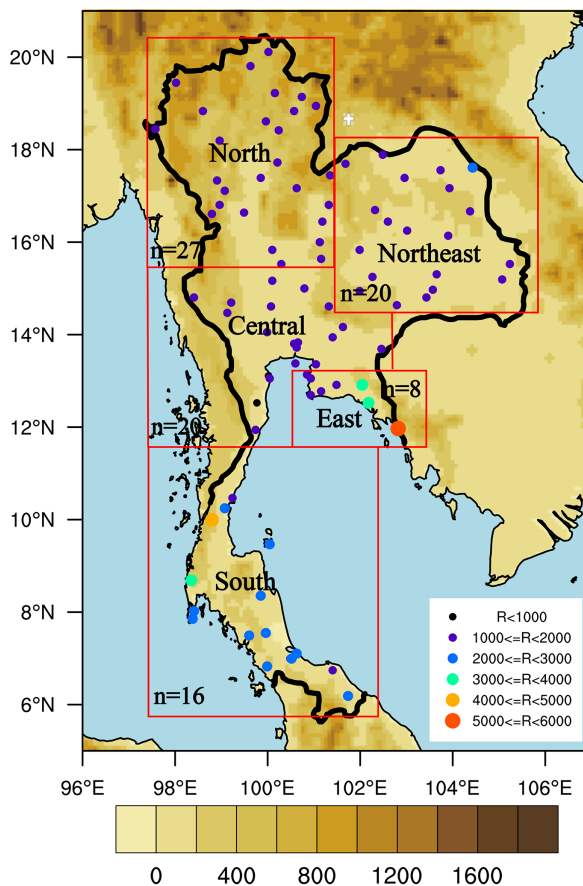 20°N
18°N
16°N
14°N
12°N
10°N
8°N
6°N
North
n=27
Northeast
n=20
Central
n=8
East
n=20
South
n=16
R<1000
1000<=R<2000
2000<=R<3000
3000<=R<4000
4000<=R<5000
5000<=R<6000
96°E
98°E
100°E
102°E
104°E
106°E
0
400
800
1200
1600